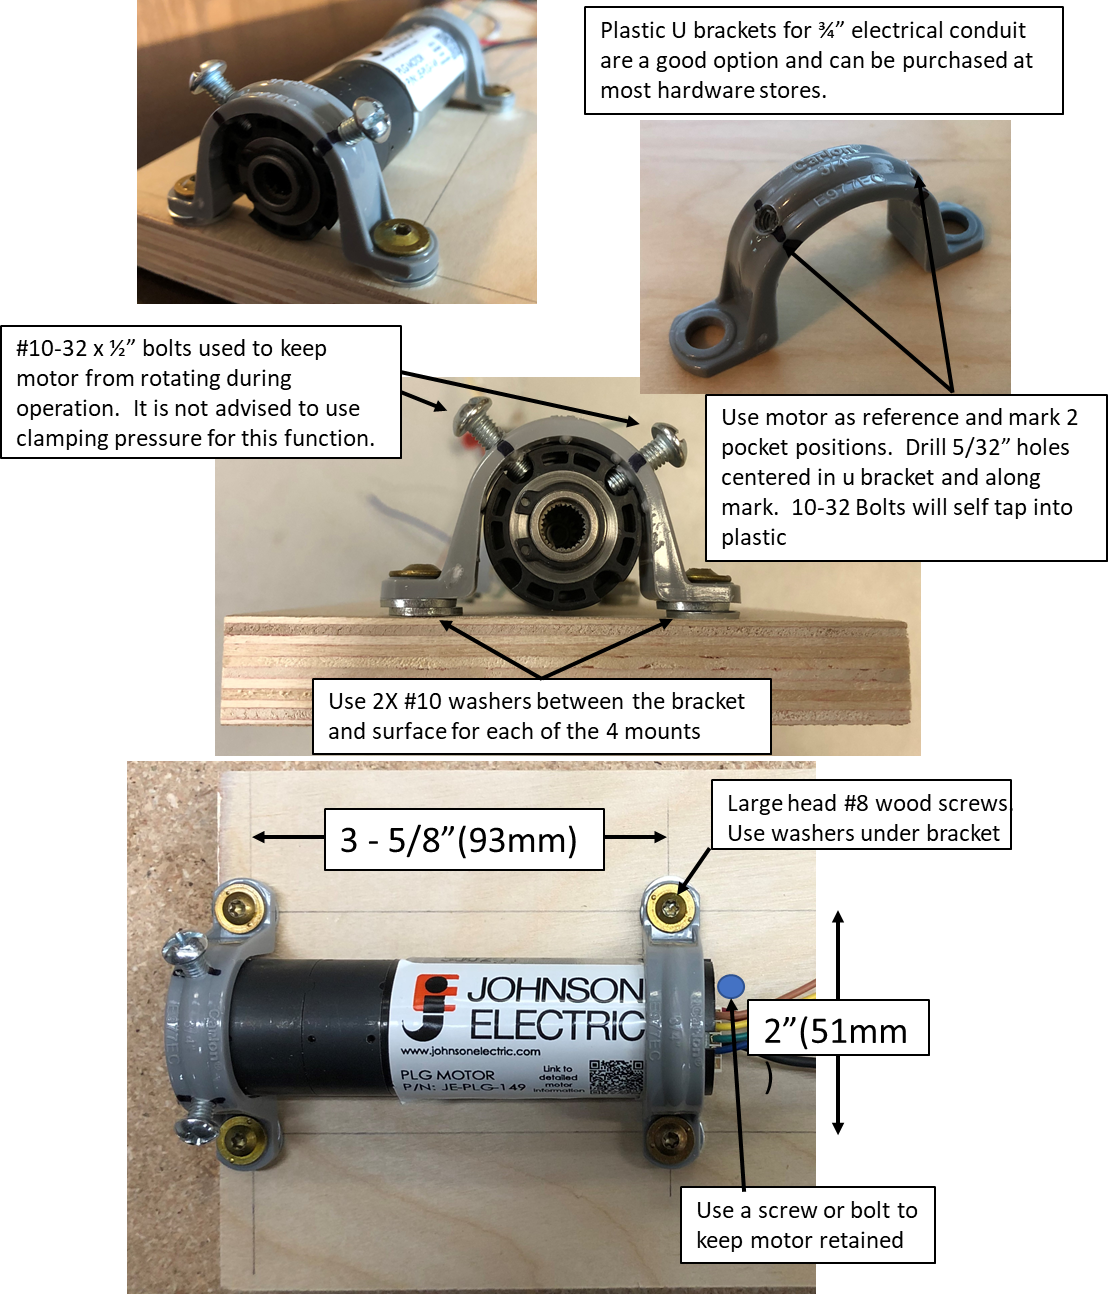 Plastic U brackets for ¾” electrical conduit
are a good option and can be purchased at
most hardware stores.
Carlon
3/4
E977EC
#10-32 x ½” bolts used to keep
motor from rotating during
operation. It is not advised to use
clamping pressure for this function.
Use motor as reference and mark 2
pocket positions. Drill 5/32” holes
centered in u bracket and along
mark. 10-32 Bolts will self tap into
plastic
Use 2X #10 washers between the bracket
and surface for each of the 4 mounts
Large head #8 wood screws
Use washers under bracket
3 - 5/8”(93mm)
JOHNSON
ELECTRIC
www.johnsonelectric.com
PLG MOTOR
P/N: JE-PLG-149
Link to
detailed
motor
information
2”(51mm
Use a screw or bolt to
keep motor retained